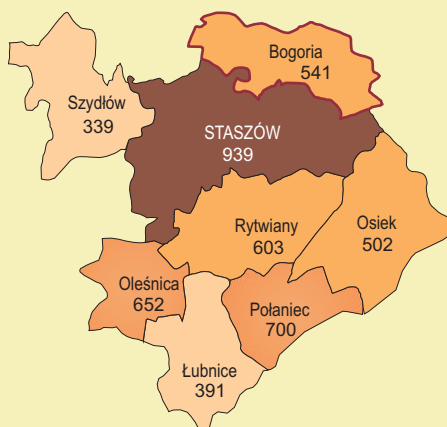 Bogoria
541
Szydłów
339
STASZÓW
939
Rytwiany
603
Osiek
502
Oleśnica
652
Połaniec
700
Łubnice
391